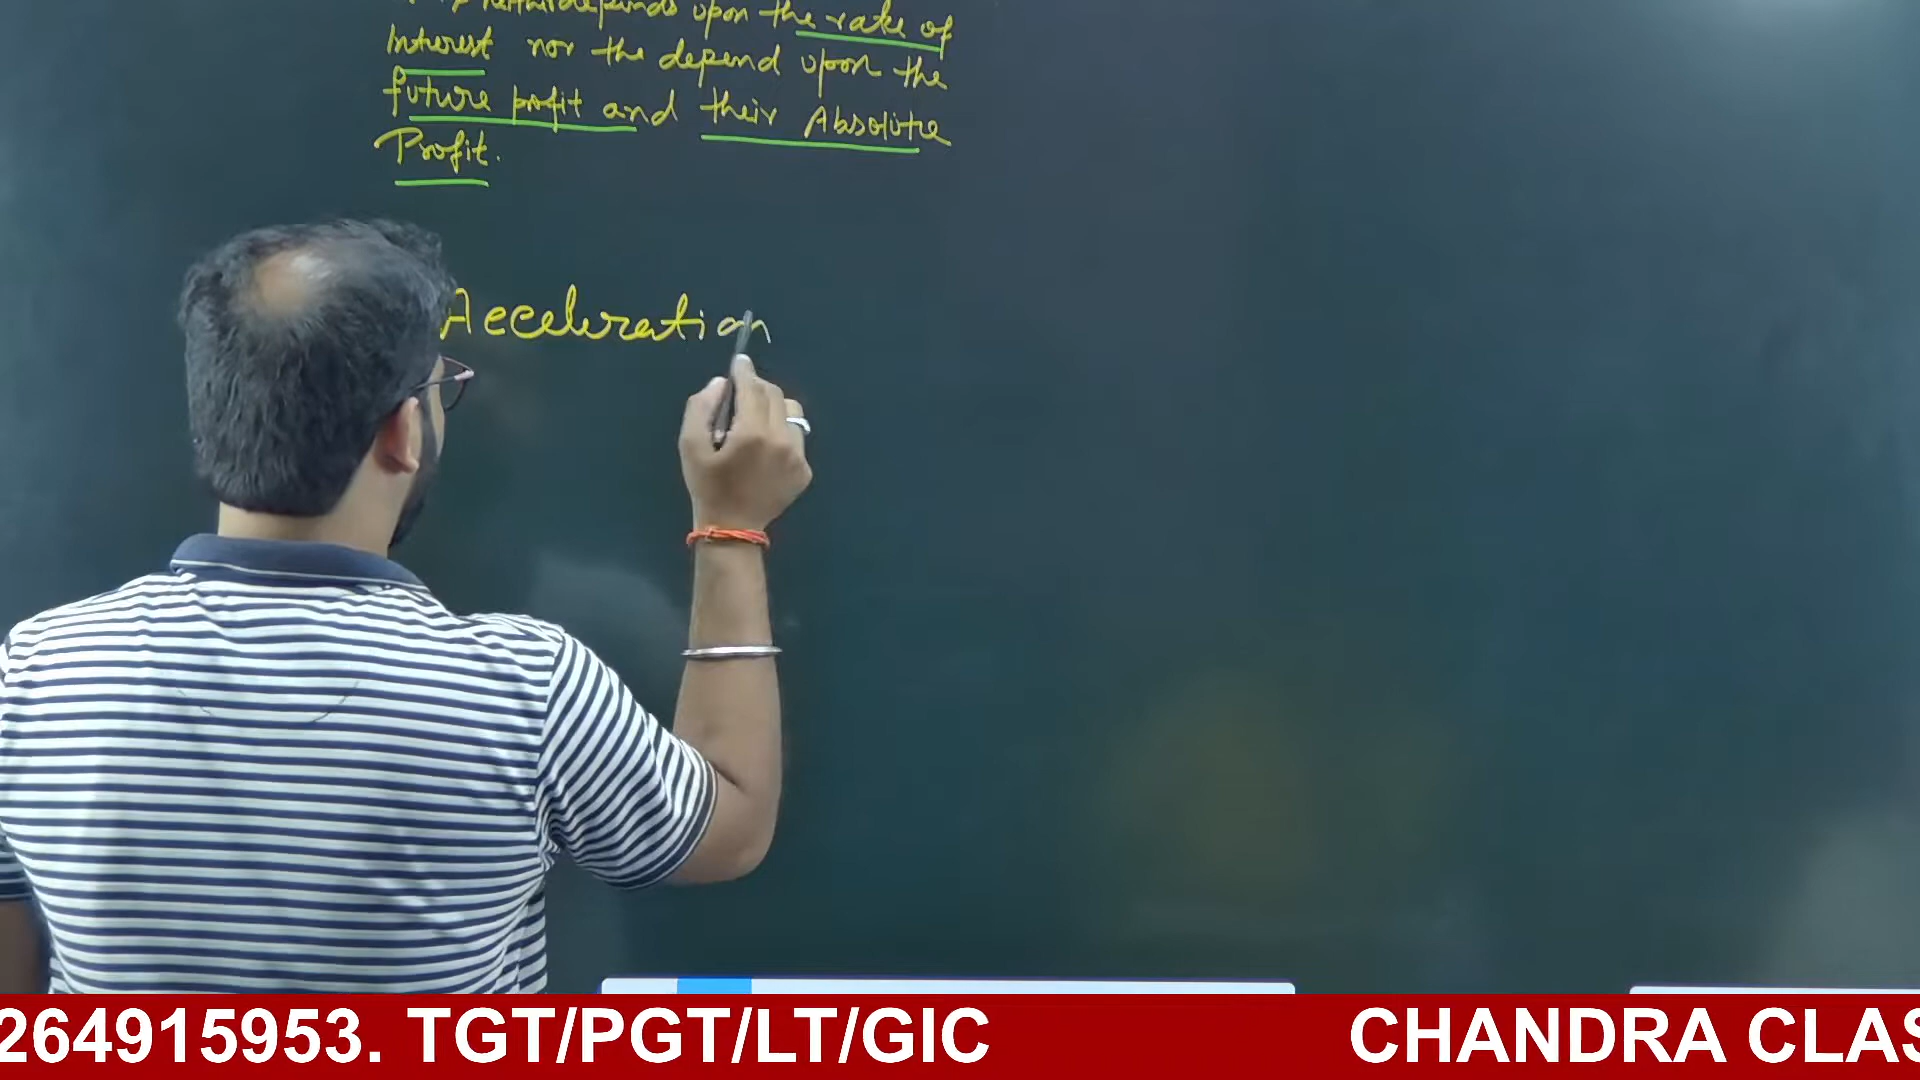 depends upon the rate of
Interest nor the depend upon the
future profit and their Absolute
Profit.
Acceleration
264915953. TGT/PGT/LT/GIC CHANDRA CLAS